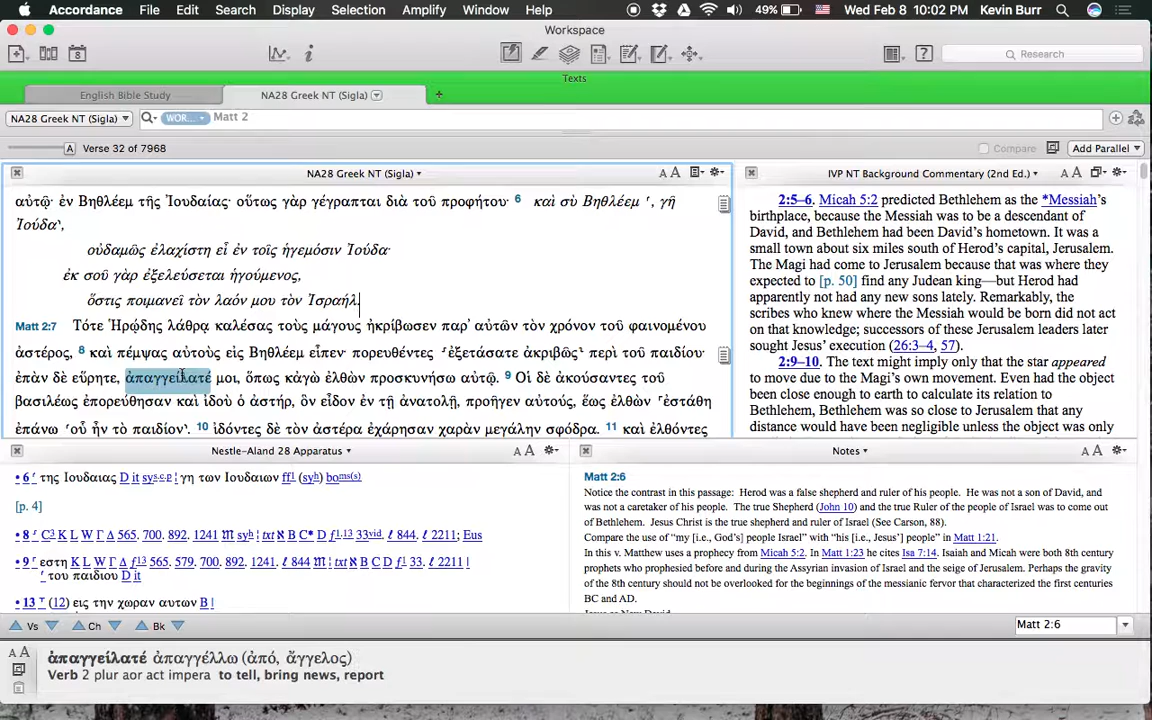 Accordance File Edit Search Display Selection Amplify Window Help 49% Wed Feb 8 10:02 PM Kevin Burr
Workspace
8
Research
Texts
English Bible Study NA28 Greek NT (Sigla) +
NA28 Greek NT (Sigla) WOR... Matt 2
A Verse 32 of 7968 Compare Add Parallel
NA28 Greek NT (Sigla) A A
αὐτῷ· ἐν Βηθλέεμ τῆς Ἰουδαίας· οὕτως γὰρ γέγραπται διὰ τοῦ προφήτου· 6 καὶ σὺ Βηθλέεμ ⸂, γῆ
Ἰούδα⸃,
οὐδαμῶς ἐλαχίστη εἶ ἐν τοῖς ἡγεμόσιν Ἰούδα·
ἐκ σοῦ γὰρ ἐξελεύσεται ἡγούμενος,
ὅστις ποιμανεῖ τὸν λαόν μου τὸν Ἰσραήλ.
Matt 2:7 Τότε Ἡρῴδης λάθρᾳ καλέσας τοὺς μάγους ἠκρίβωσεν παρ᾽ αὐτῶν τὸν χρόνον τοῦ φαινομένου
ἀστέρος, 8 καὶ πέμψας αὐτοὺς εἰς Βηθλέεμ εἶπεν· πορευθέντες ⸂ἐξετάσατε ἀκριβῶς⸃ περὶ τοῦ παιδίου·
ἐπὰν δὲ εὕρητε, ἀπαγγείλατέ μοι, ὅπως κἀγὼ ἐλθὼν προσκυνήσω αὐτῷ. 9 Οἱ δὲ ἀκούσαντες τοῦ
βασιλέως ἐπορεύθησαν καὶ ἰδοὺ ὁ ἀστήρ, ὃν εἶδον ἐν τῇ ἀνατολῇ, προῆγεν αὐτούς, ἕως ἐλθὼν ⸀ἐστάθη
ἐπάνω ⸂οὗ ἦν τὸ παιδίον⸃. 10 ἰδόντες δὲ τὸν ἀστέρα ἐχάρησαν χαρὰν μεγάλην σφόδρα. 11 καὶ ἐλθόντες
IVP NT Background Commentary (2nd Ed.) A A
2:5–6. Micah 5:2 predicted Bethlehem as the *Messiah's
birthplace, because the Messiah was to be a descendant of
David, and Bethlehem had been David's hometown. It was a
small town about six miles south of Herod's capital, Jerusalem.
The Magi had come to Jerusalem because that was where they
expected to [p. 50] find any Judean king—but Herod had
apparently not had any new sons lately. Remarkably, the
scribes who knew where the Messiah would be born did not act
on that knowledge; successors of these Jerusalem leaders later
sought Jesus' execution (26:3–4, 57).
2:9–10. The text might imply only that the star appeared
to move due to the Magi's own movement. Even had the object
been close enough to earth to calculate its relation to
Bethlehem, Bethlehem was so close to Jerusalem that any
distance would have been negligible unless the object was only
Nestle-Aland 28 Apparatus A A
• 6 ⸂ της Ιουδαιας D it sys.c.p ¦ γη των Ιουδαιων ff1 (syh) boms(s)
[p. 4]
• 8 ⸂ C3 K L W Γ Δ 565. 700. 892. 1241 𝔐 syh ¦ txt ℵ B C* D f1.13 33vid. ℓ 844. ℓ 2211; Eus
• 9 ⸀ εστη K L W Γ Δ f13 565. 579. 700. 892. 1241. ℓ 844 𝔐 ¦ txt ℵ B C D f1 33. ℓ 2211 |
⸂ του παιδιου D it
• 13 ⸆ (12) εις την χωραν αυτων B |
Notes A A
Matt 2:6
Notice the contrast in this passage: Herod was a false shepherd and ruler of his people. He was not a son of David, and
was not a caretaker of his people. The true Shepherd (John 10) and the true Ruler of the people of Israel was to come out
of Bethlehem. Jesus Christ is the true shepherd and ruler of Israel (See Carson, 88).
Compare the use of "my [i.e., God's] people Israel" with "his [i.e., Jesus'] people" in Matt 1:21.
In this v. Matthew uses a prophecy from Micah 5:2. In Matt 1:23 he cites Isa 7:14. Isaiah and Micah were both 8th century
prophets who prophesied before and during the Assyrian invasion of Israel and the seige of Jerusalem. Perhaps the gravity
of the 8th century should not be overlooked for the beginnings of the messianic fervor that characterized the first centuries
BC and AD.
Vs Ch Bk Matt 2:6
A A ἀπαγγείλατέ ἀπαγγέλλω (ἀπό, ἄγγελος)
Verb 2 plur aor act impera to tell, bring news, report